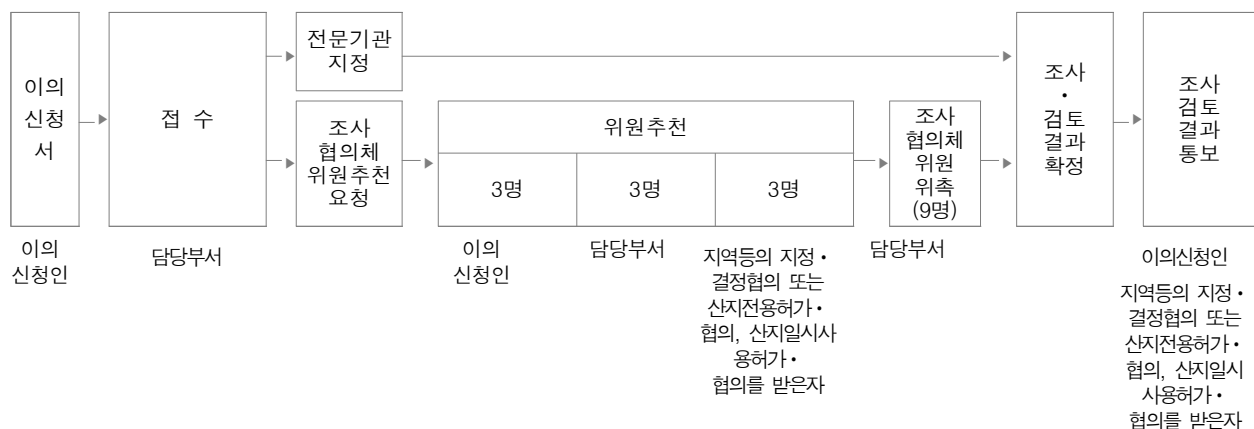 이의
신청
서
접 수
전문기관
지정
조사
협의체
위원추천
요청
위원추천
3명
3명
3명
조사
협의체
위원
위촉
(9명)
조사
•
검토
결과
확정
조사
검토
결과
통보
이의
신청인
담당부서
이의
신청인
담당부서
지역등의 지정•
결정협의 또는
산지전용허가•
협의, 산지일시사
용허가•
협의를 받은자
담당부서
이의신청인
지역등의 지정•
결정협의 또는
산지전용허가•
협의, 산지일시
사용허가•
협의를 받은자